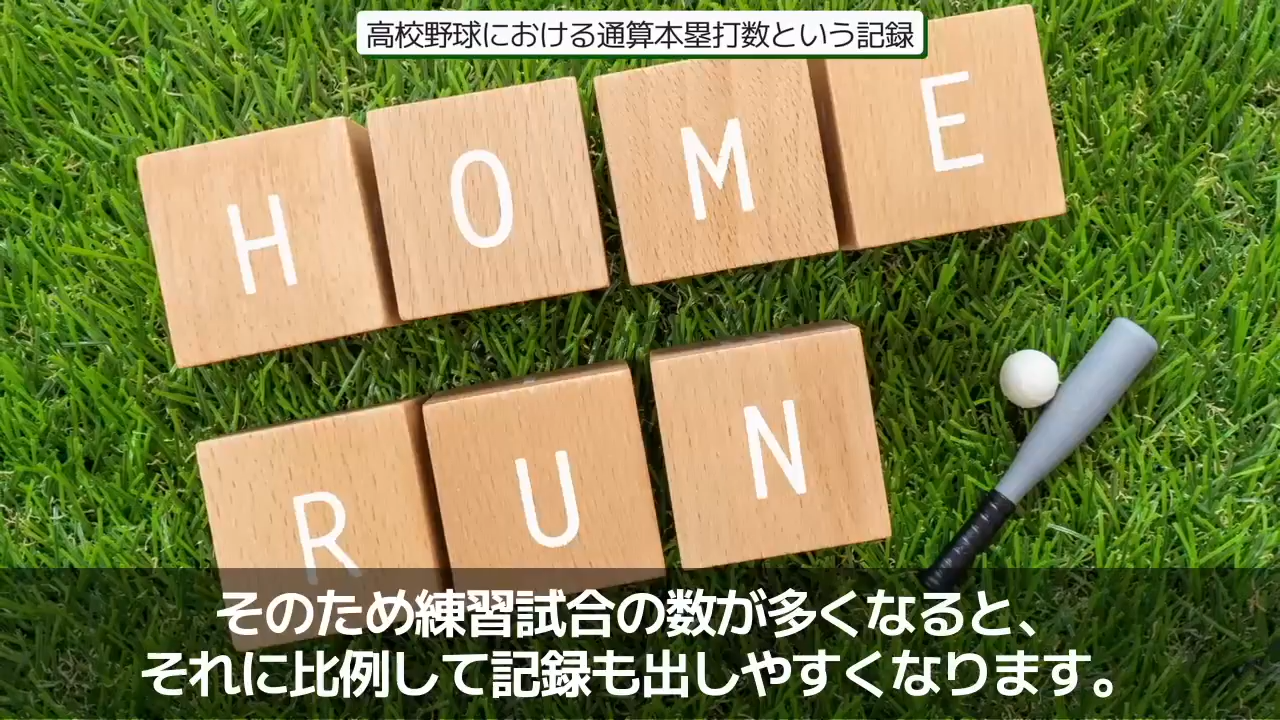 高校野球における通算本塁打数という記録
HOME
RUN
そのため練習試合の数が多くなると、
それに比例して記録も出しやすくなります。